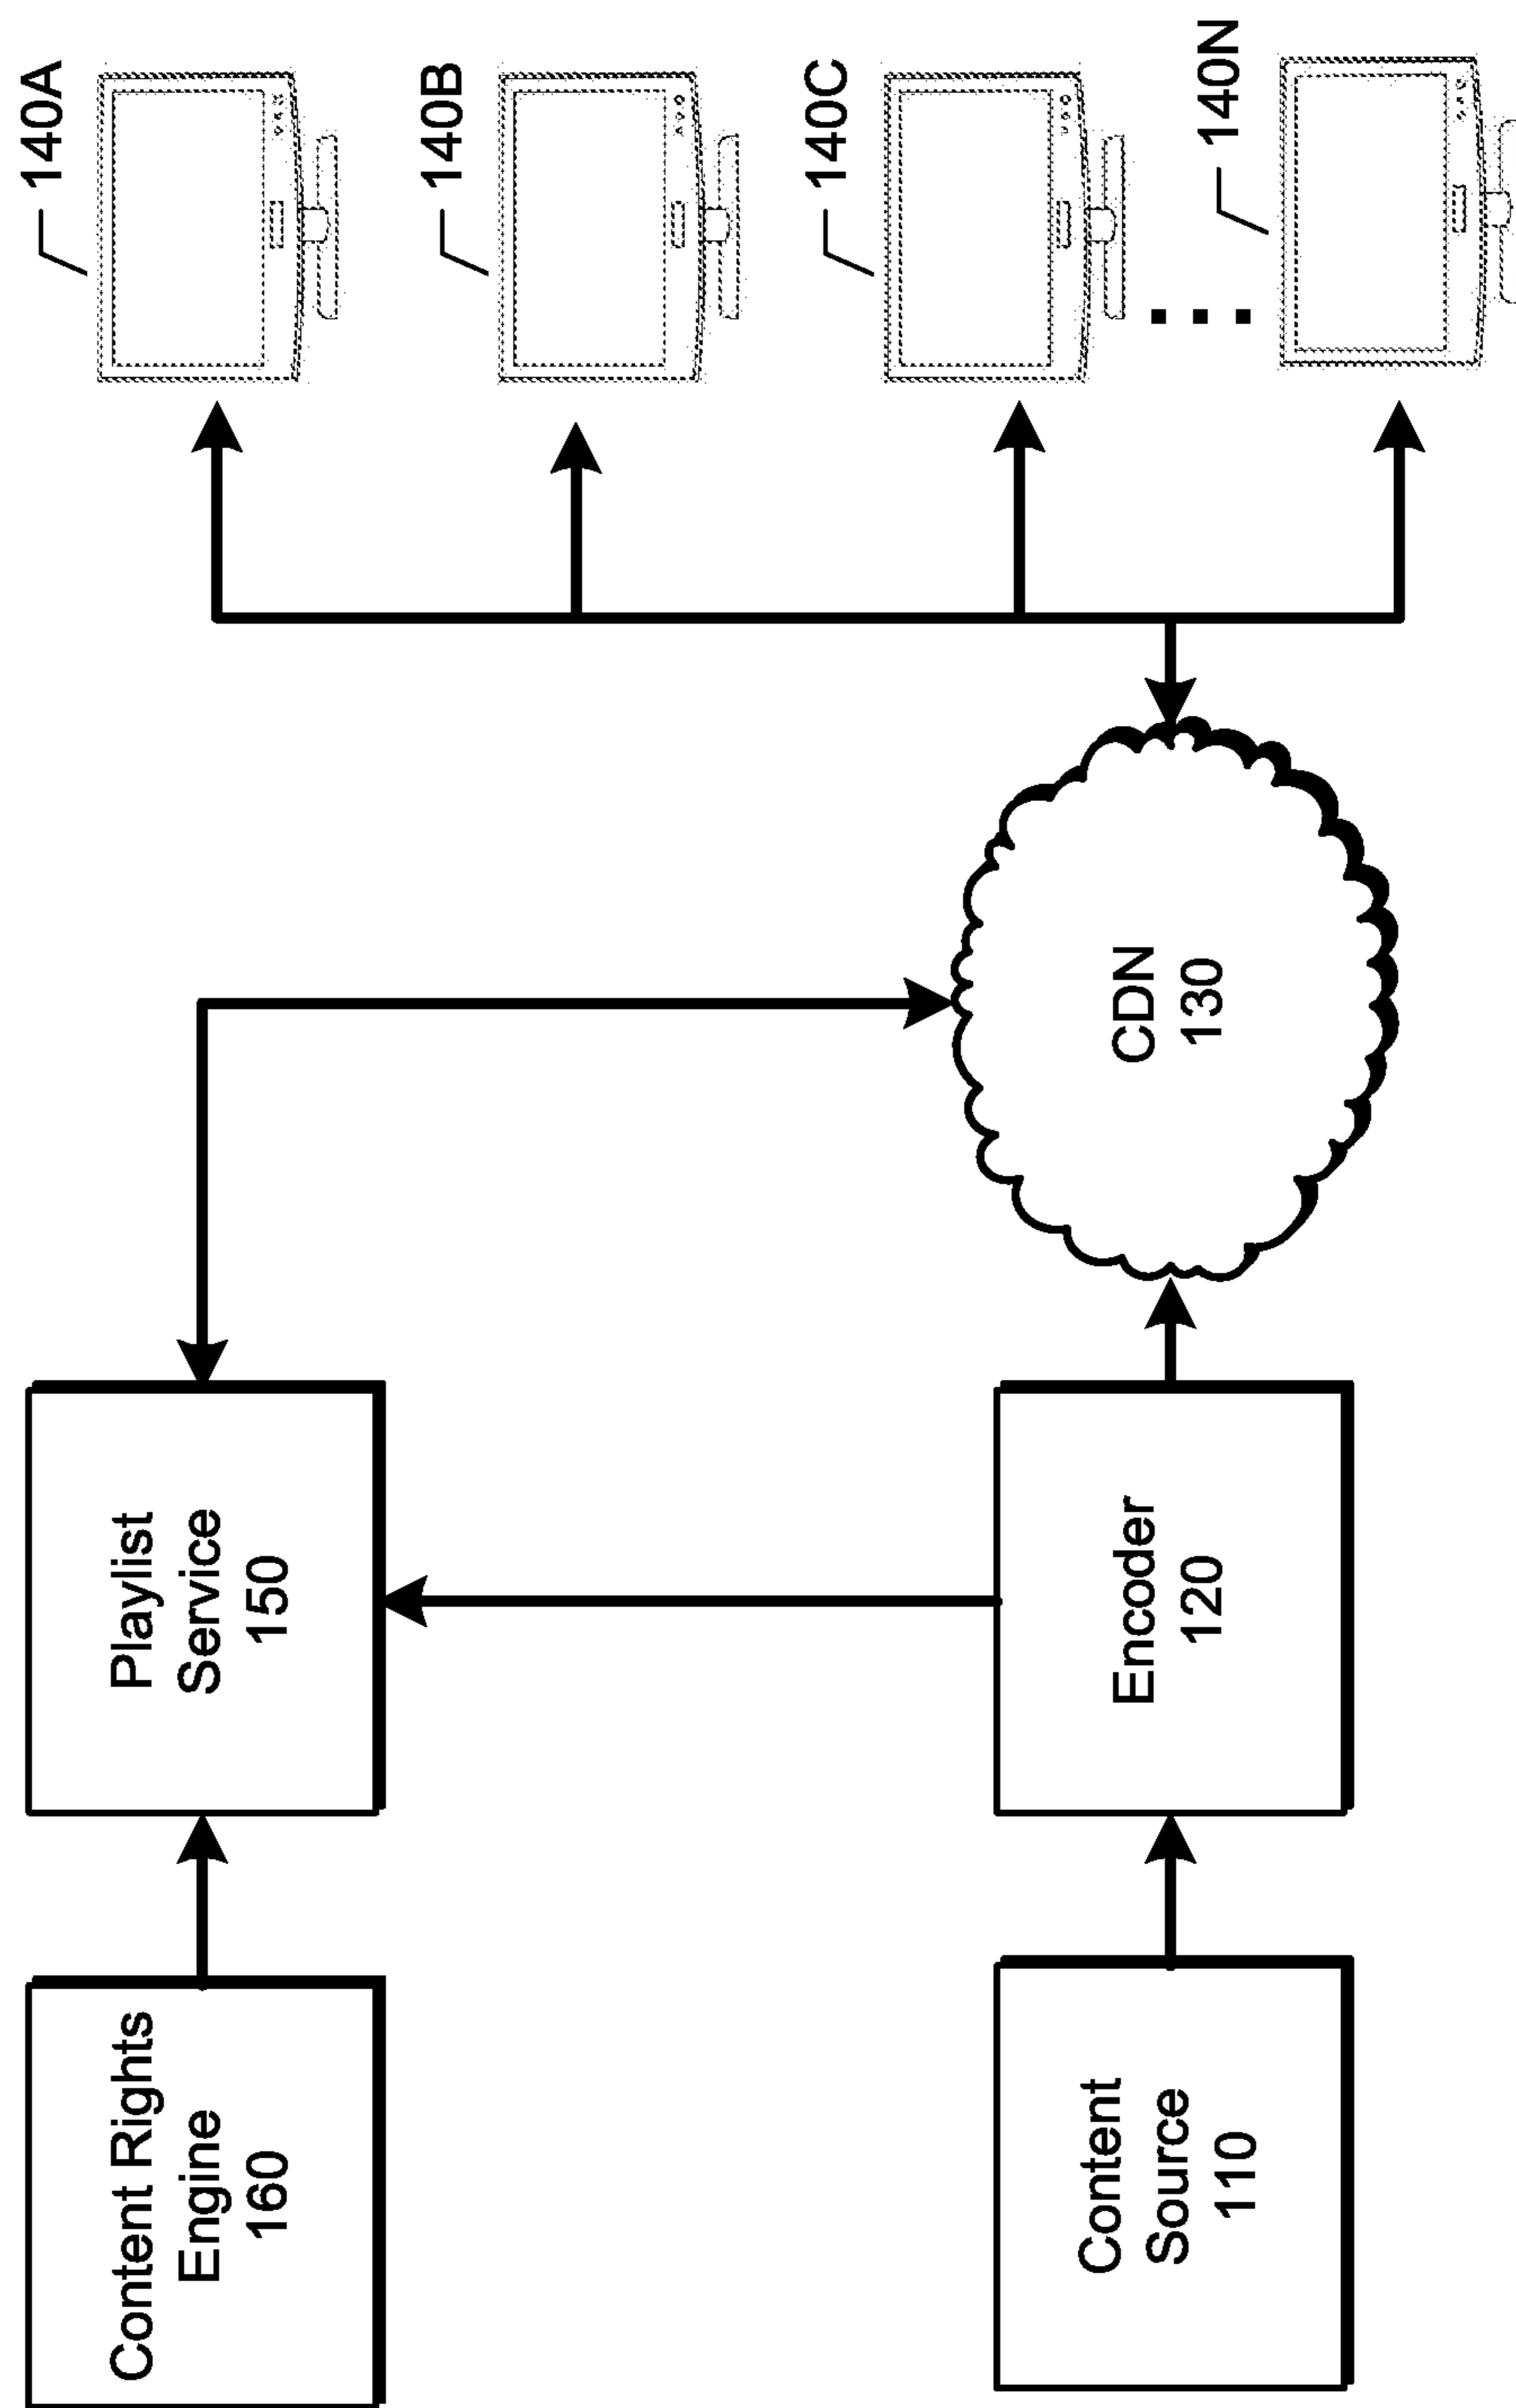 Content Rights
Engine
160
Playlist
Service
150
140A
140B
140C
140N
Content
Source
110
Encoder
120
CDN
130